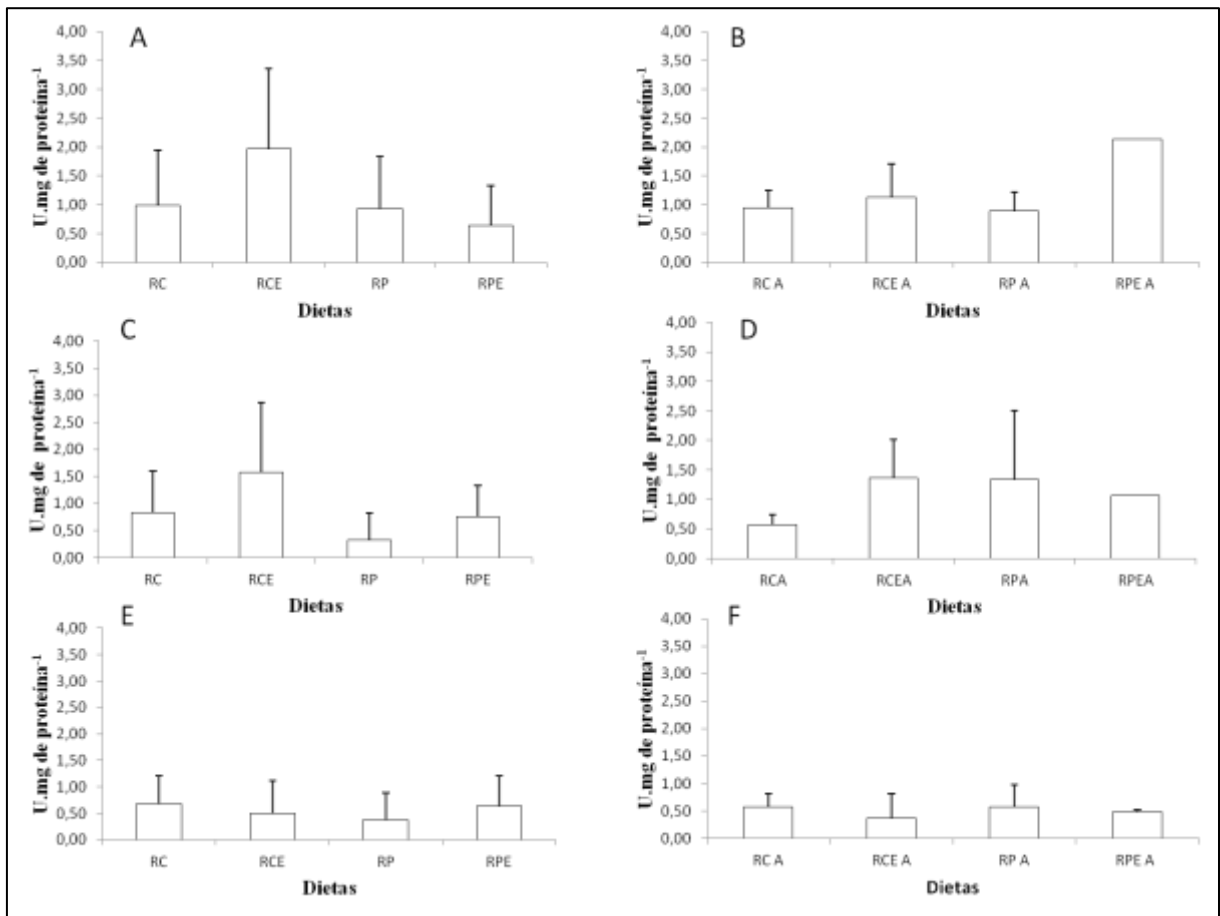 A
U.mg de proteína-1
4,00
3,50
3,00
2,50
2,00
1,50
1,00
0,50
0,00
RC RCE RP RPE
Dietas
B
U.mg de proteína-1
4,00
3,50
3,00
2,50
2,00
1,50
1,00
0,50
0,00
RC A RCE A RP A RPE A
Dietas
C
U.mg de proteína-1
4,00
3,50
3,00
2,50
2,00
1,50
1,00
0,50
0,00
RC RCE RP RPE
Dietas
D
U.mg de proteína-1
4,00
3,50
3,00
2,50
2,00
1,50
1,00
0,50
0,00
RCA RCEA RPA RPEA
Dietas
E
U.mg de proteína-1
4,00
3,50
3,00
2,50
2,00
1,50
1,00
0,50
0,00
RC RCE RP RPE
Dietas
F
U.mg de proteína-1
4,00
3,50
3,00
2,50
2,00
1,50
1,00
0,50
0,00
RC A RCE A RP A RPE A
Dietas